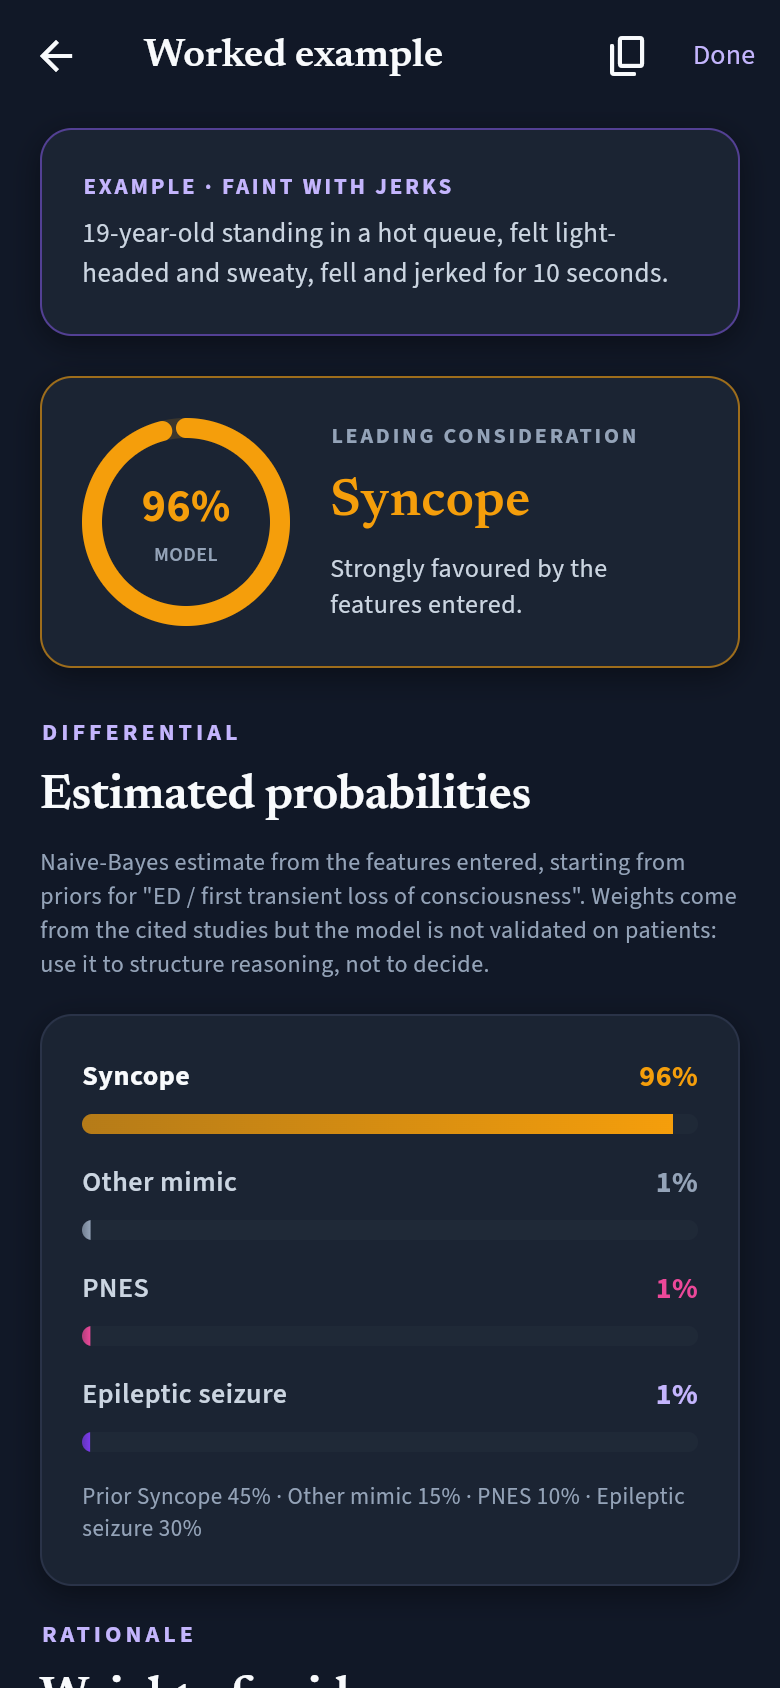 Worked example
Done
EXAMPLE · FAINT WITH JERKS
19-year-old standing in a hot queue, felt light-
headed and sweaty, fell and jerked for 10 seconds.
96%
MODEL
LEADING CONSIDERATION
Syncope
Strongly favoured by the
features entered.
DIFFERENTIAL
Estimated probabilities
Naive-Bayes estimate from the features entered, starting from
priors for "ED / first transient loss of consciousness". Weights come
from the cited studies but the model is not validated on patients:
use it to structure reasoning, not to decide.
Syncope 96%
Other mimic 1%
PNES 1%
Epileptic seizure 1%
Prior Syncope 45% · Other mimic 15% · PNES 10% · Epileptic
seizure 30%
RATIONALE